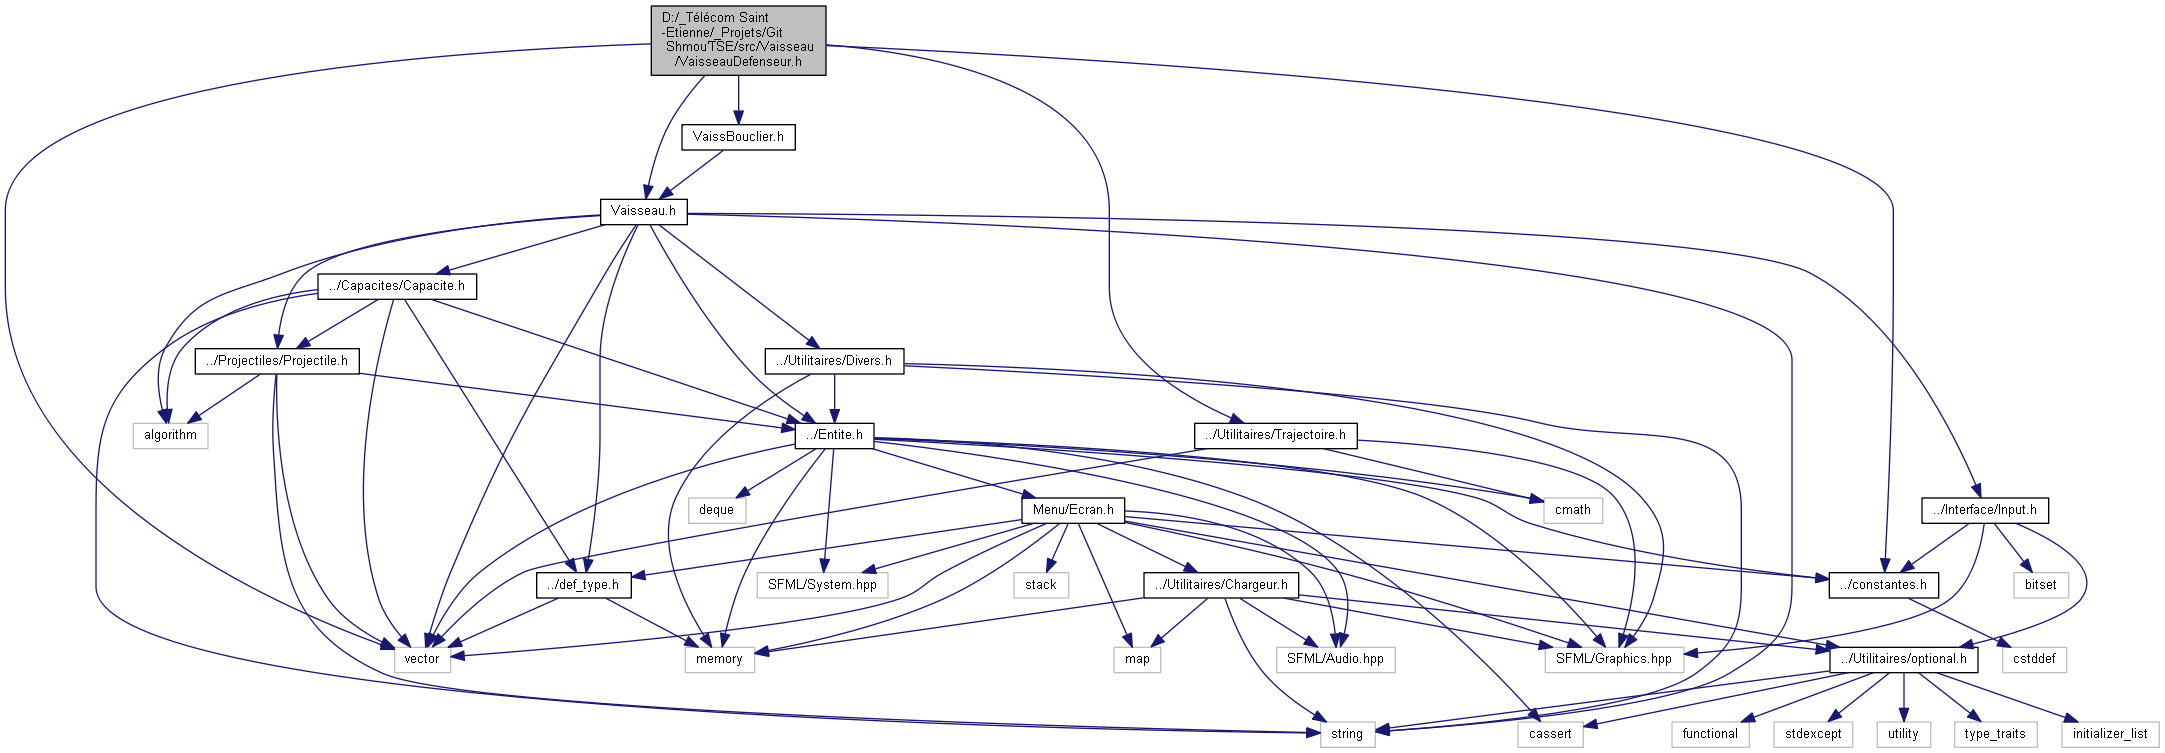 D:/_Télécom Saint
-Etienne/_Projets/Git
Shmou'TSE/src/Vaisseau
/VaisseauDefenseur.h
VaissBouclier.h
Vaisseau.h
../Capacites/Capacite.h
../Projectiles/Projectile.h
../Utilitaires/Divers.h
algorithm
../Entite.h
../Utilitaires/Trajectoire.h
deque
Menu/Ecran.h
cmath
../Interface/Input.h
../def_type.h
SFML/System.hpp
stack
../Utilitaires/Chargeur.h
../constantes.h
bitset
vector
memory
map
SFML/Audio.hpp
SFML/Graphics.hpp
../Utilitaires/optional.h
cstddef
string
cassert
functional
stdexcept
utility
type_traits
initializer_list